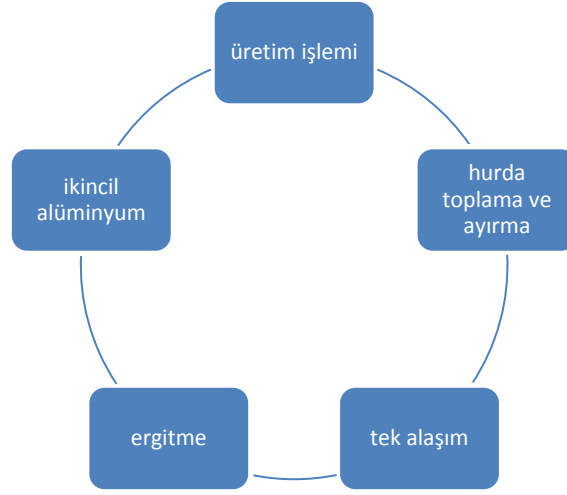 üretim işlemi
hurda
toplama ve
ayırma
tek alaşım
ergitme
ikincil
alüminyum